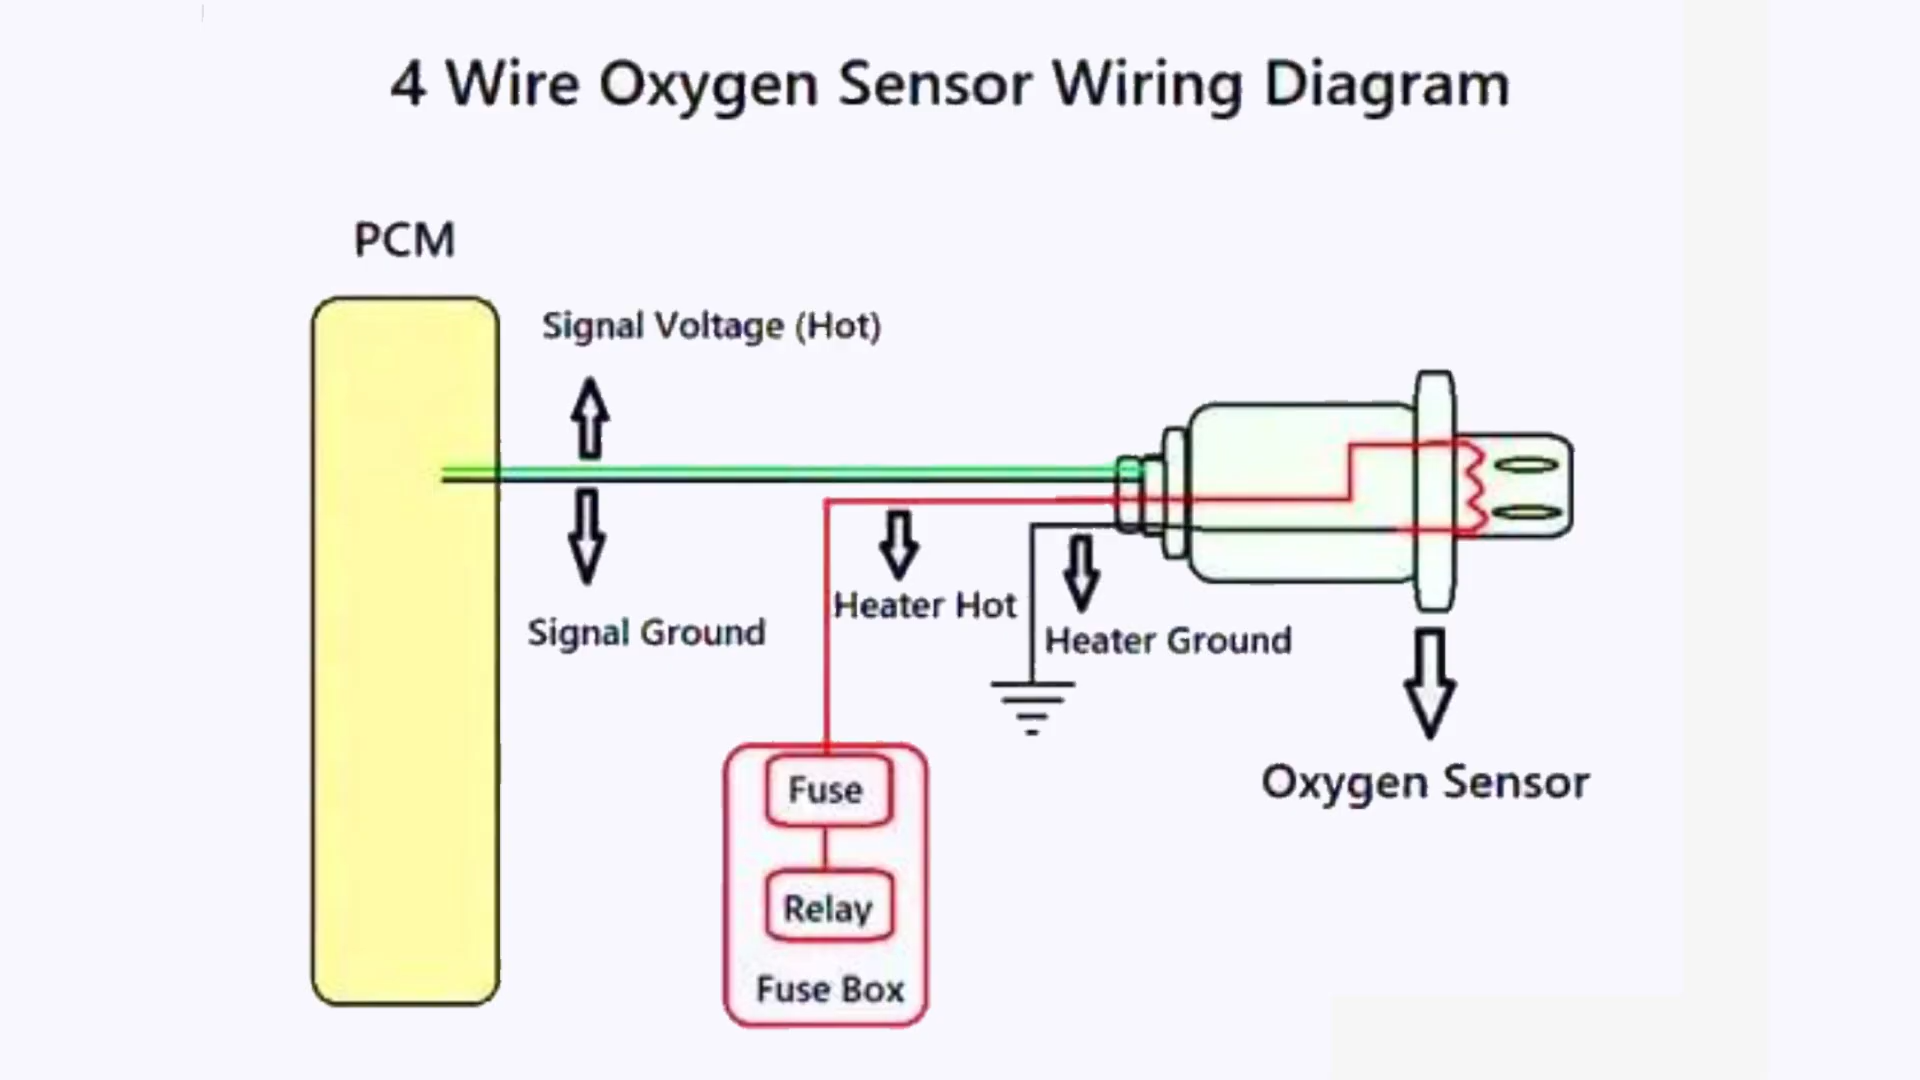 4 Wire Oxygen Sensor Wiring Diagram
PCM
Signal Voltage (Hot)
Signal Ground
Heater Hot
Heater Ground
Oxygen Sensor
Fuse
Relay
Fuse Box